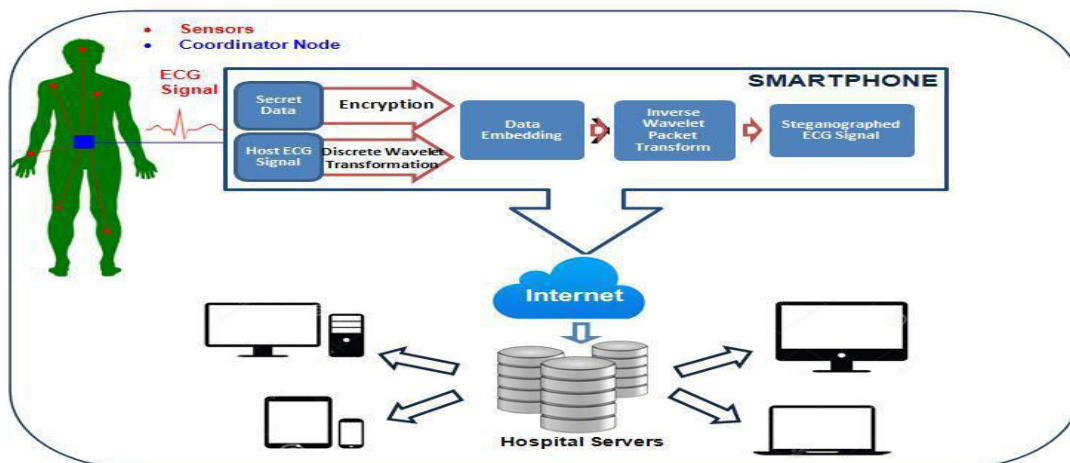 Sensors
Coordinator Node
ECG
Signal
SMARTPHONE
Secret
Data
Encryption
Host ECG
Signal
Discrete Wavelet
Transformation
Data
Embedding
Inverse
Wavelet
Packet
Transform
Steganographed
ECG Signal
Internet
Hospital Servers